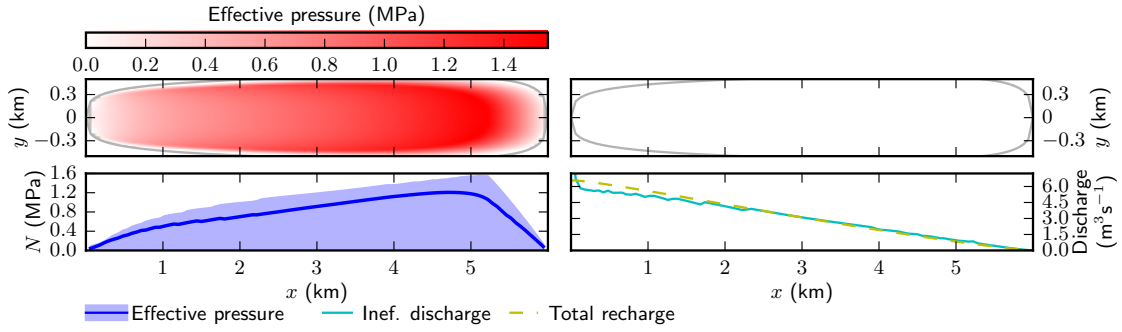 Effective pressure (MPa)
0.0 0.2 0.4 0.6 0.8 1.0 1.2 1.4
y (km)
0.3
0
−0.3
0.3
0
−0.3
y (km)
N (MPa)
1.6
1.2
0.8
0.4
0.0
1 2 3 4 5
x (km)
6.0
4.5
3.0
1.5
0.0
Discharge
(m³ s⁻¹)
1 2 3 4 5
x (km)
Effective pressure Inef. discharge Total recharge